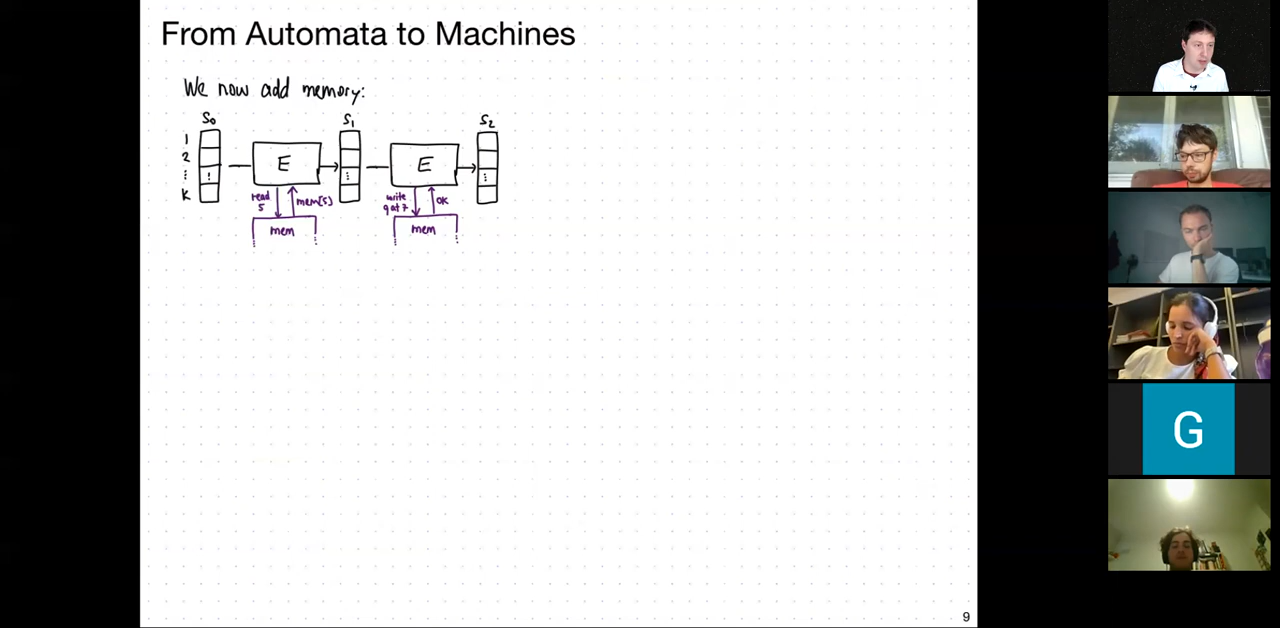 From Automata to Machines
We now add memory:
S0 S1 S2
1
2
⋮ ⋮ ⋮ ⋮
K
E E
read
5
mem[5]
write
9 at 7
OK
mem mem
G
9